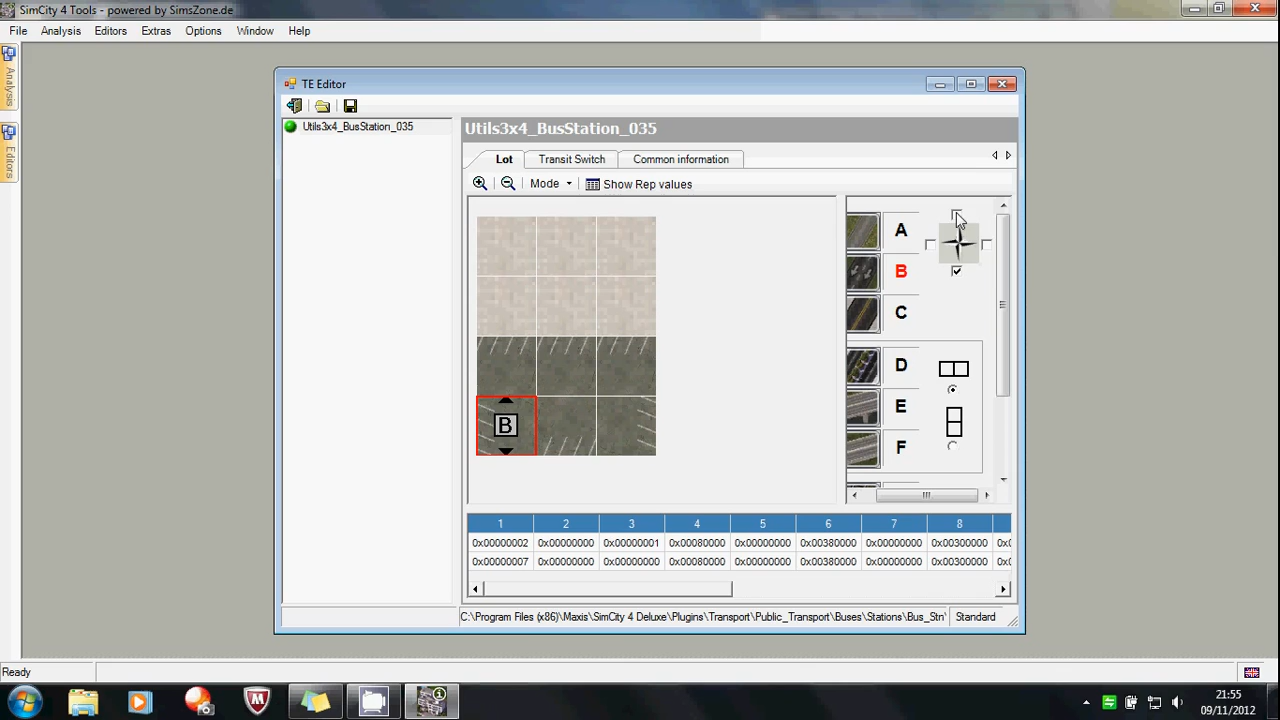 SimCity 4 Tools - powered by SimsZone.de
File Analysis Editors Extras Options Window Help
Analysis
Editors
TE Editor
Utils3x4_BusStation_035
Utils3x4_BusStation_035
Lot Transit Switch Common information
Mode Show Rep values
A
B
C
D
E
F
B
1 2 3 4 5 6 7 8
0x00000002 0x00000000 0x00000001 0x00080000 0x00000000 0x00380000 0x00000000 0x00300000 0x0
0x00000007 0x00000000 0x00000000 0x00080000 0x00000000 0x00380000 0x00000000 0x00300000 0x0
C:\Program Files (x86)\Maxis\SimCity 4 Deluxe\Plugins\Transport\Public_Transport\Buses\Stations\Bus_Stn\ Standard
Ready
21:55
09/11/2012